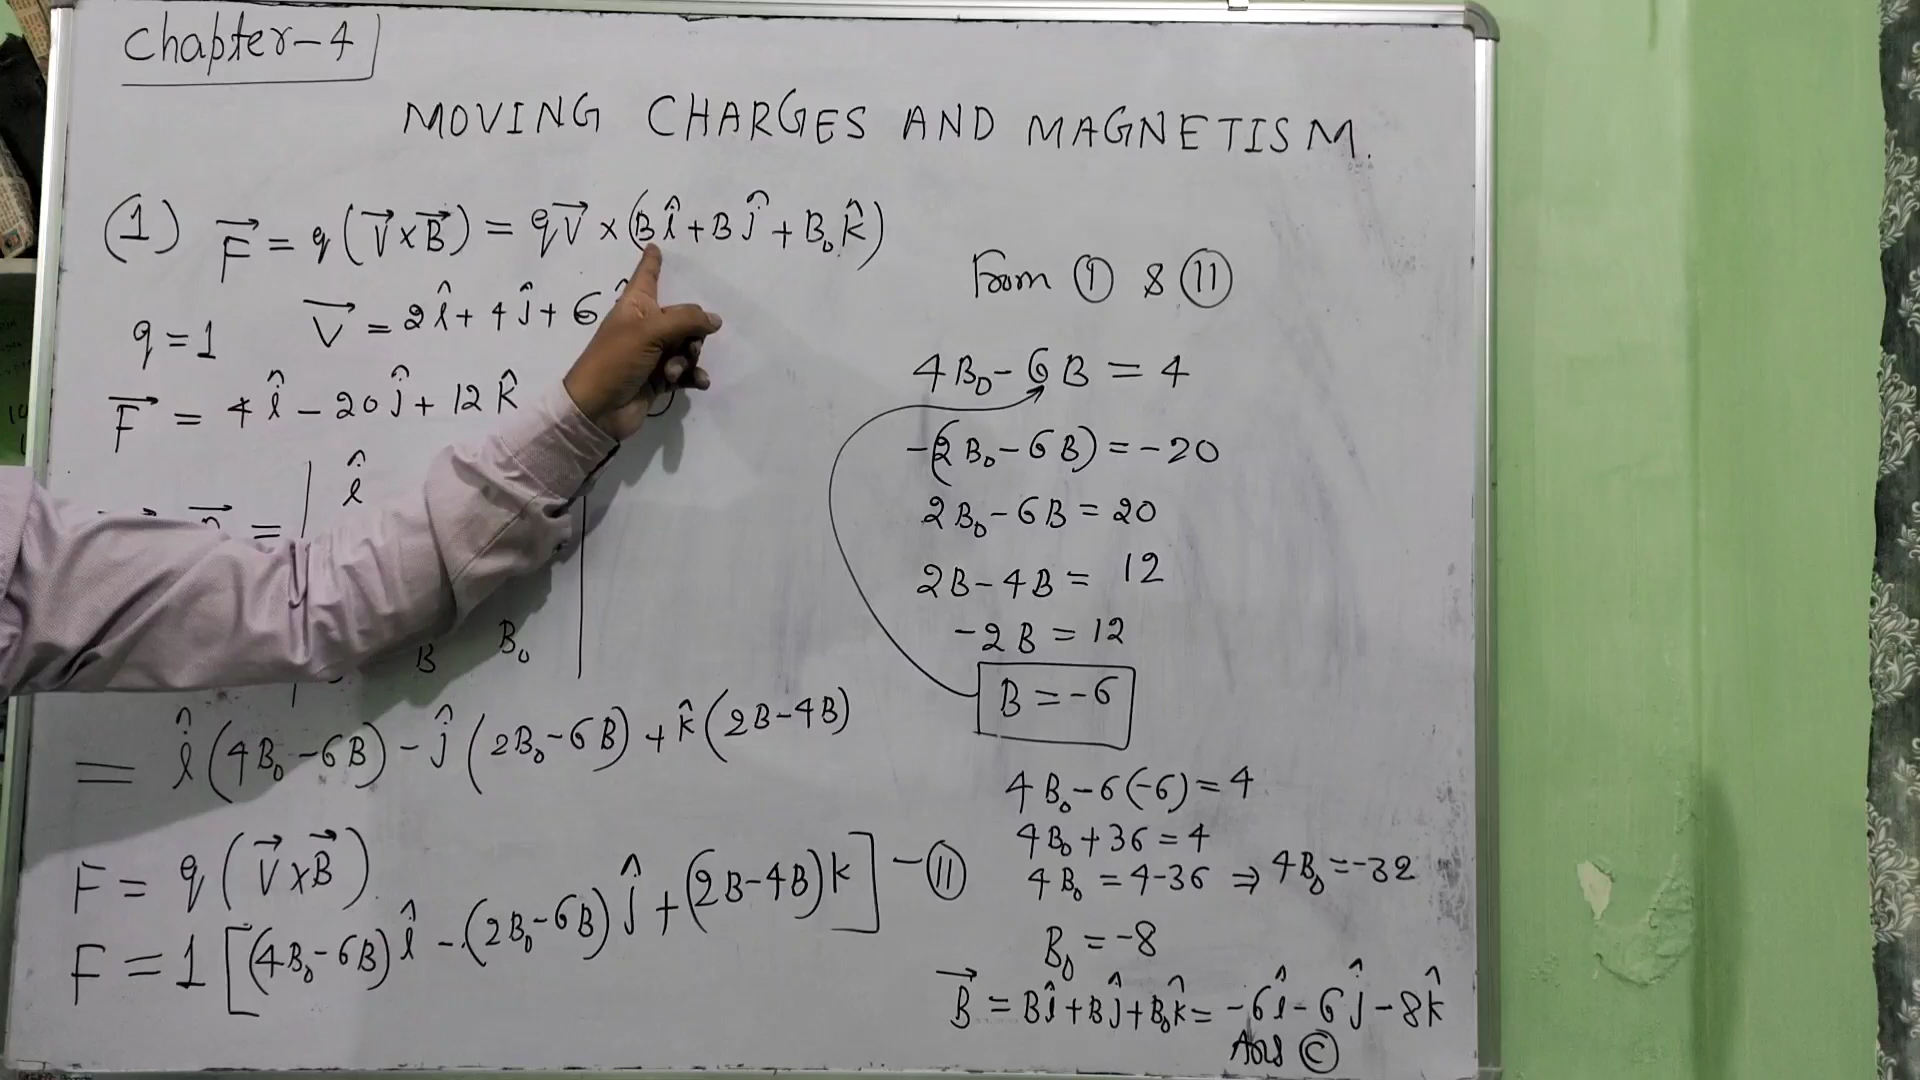 Chapter-4
MOVING CHARGES AND MAGNETISM.
(1) F⃗ = q(V⃗×B⃗) = qV⃗ × (Bî+Bĵ+B₀k̂)
q=1 V⃗ = 2î+4ĵ+6
F⃗ = 4î-20ĵ+12k̂
= | î
B B₀
= î(4B₀-6B)-ĵ(2B₀-6B)+k̂(2B-4B)
F = q(V⃗×B⃗)
F = 1[(4B₀-6B)î-(2B₀-6B)ĵ+(2B-4B)k] -(II)
From (I) & (II)
4B₀-6B = 4
-(2B₀-6B) = -20
2B₀-6B = 20
2B-4B = 12
-2B = 12
B = -6
4B₀-6(-6) = 4
4B₀+36 = 4
4B₀ = 4-36 ⇒ 4B₀ = -32
B₀ = -8
B⃗ = Bî+Bĵ+B₀k̂ = -6î-6ĵ-8k̂
Ans (C)